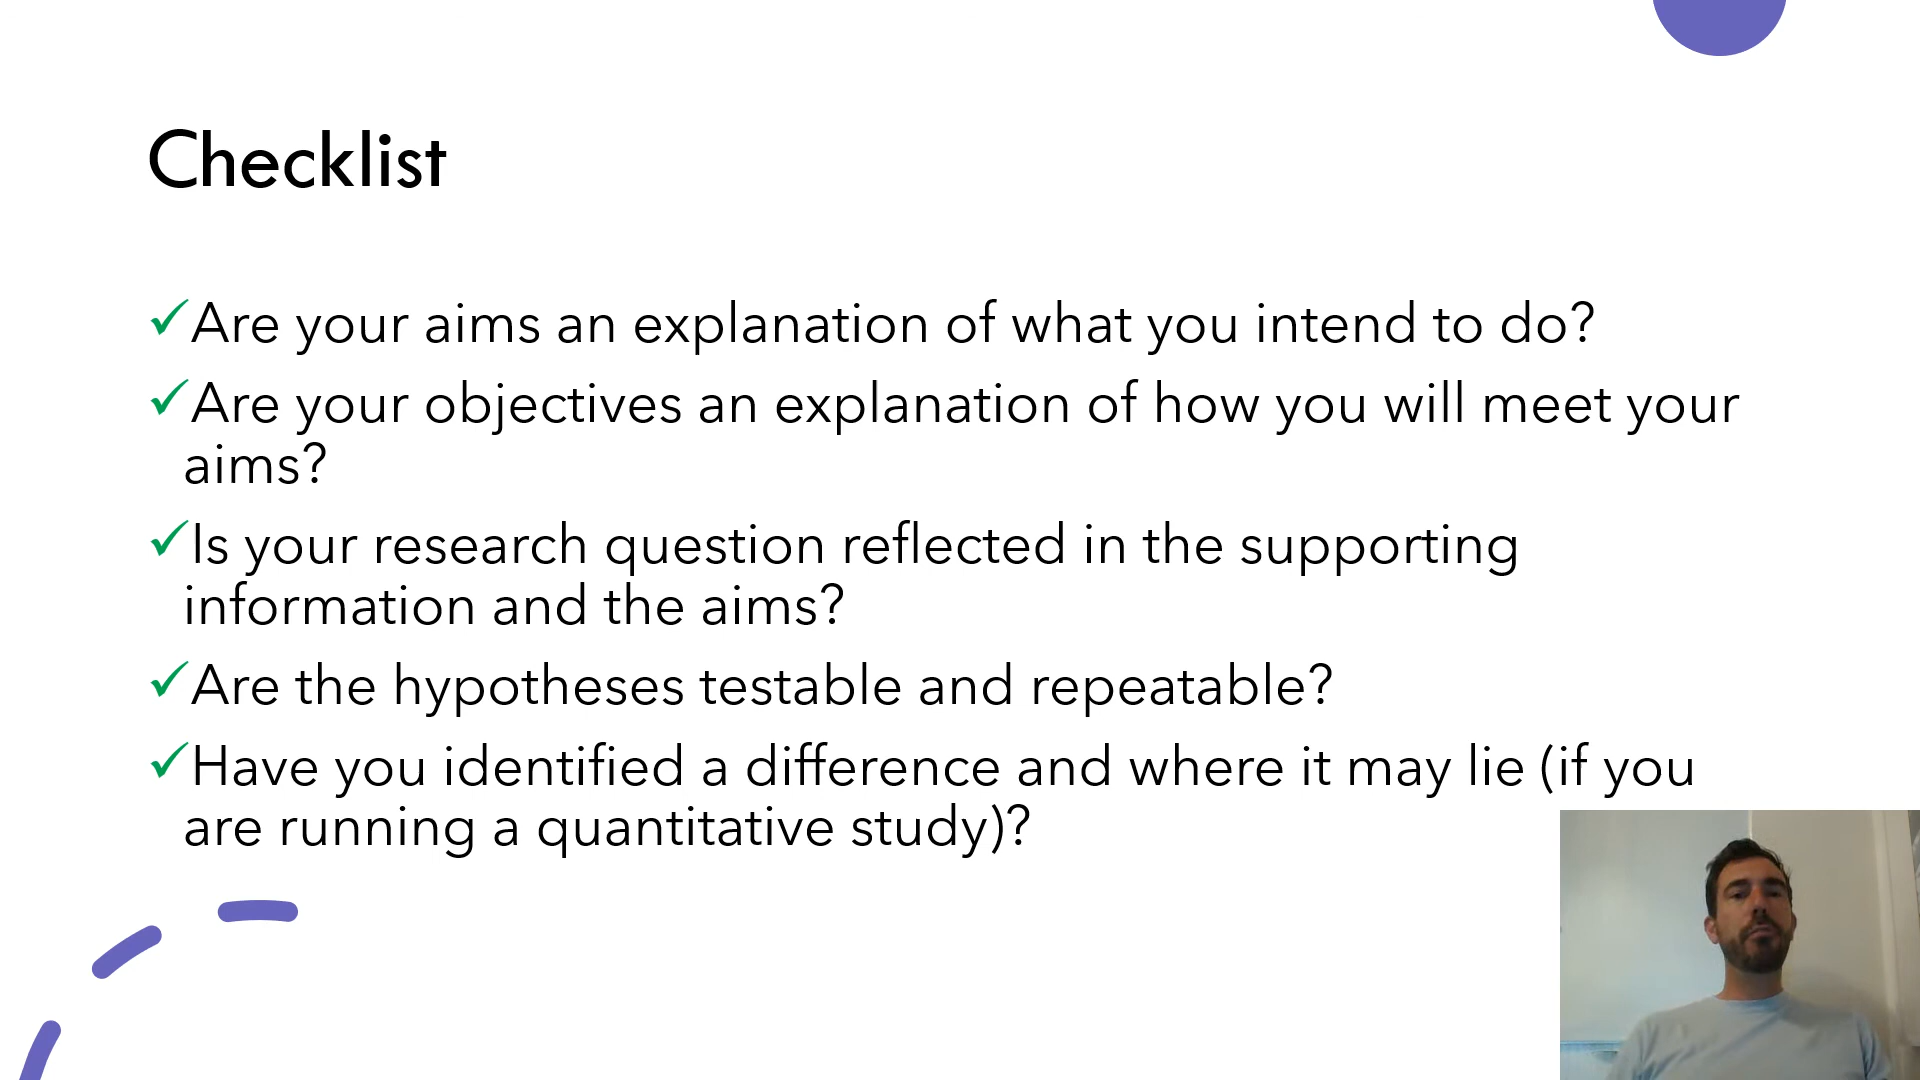 Checklist
✓Are your aims an explanation of what you intend to do?
✓Are your objectives an explanation of how you will meet your
aims?
✓Is your research question reflected in the supporting
information and the aims?
✓Are the hypotheses testable and repeatable?
✓Have you identified a difference and where it may lie (if you
are running a quantitative study)?